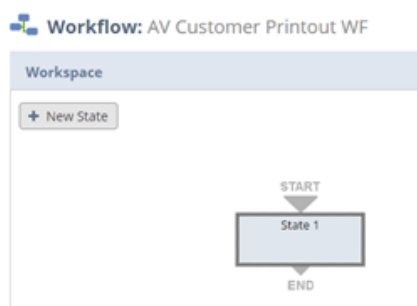 Workflow: AV Customer Printout WF
Workspace
+ New State
START
State 1
END